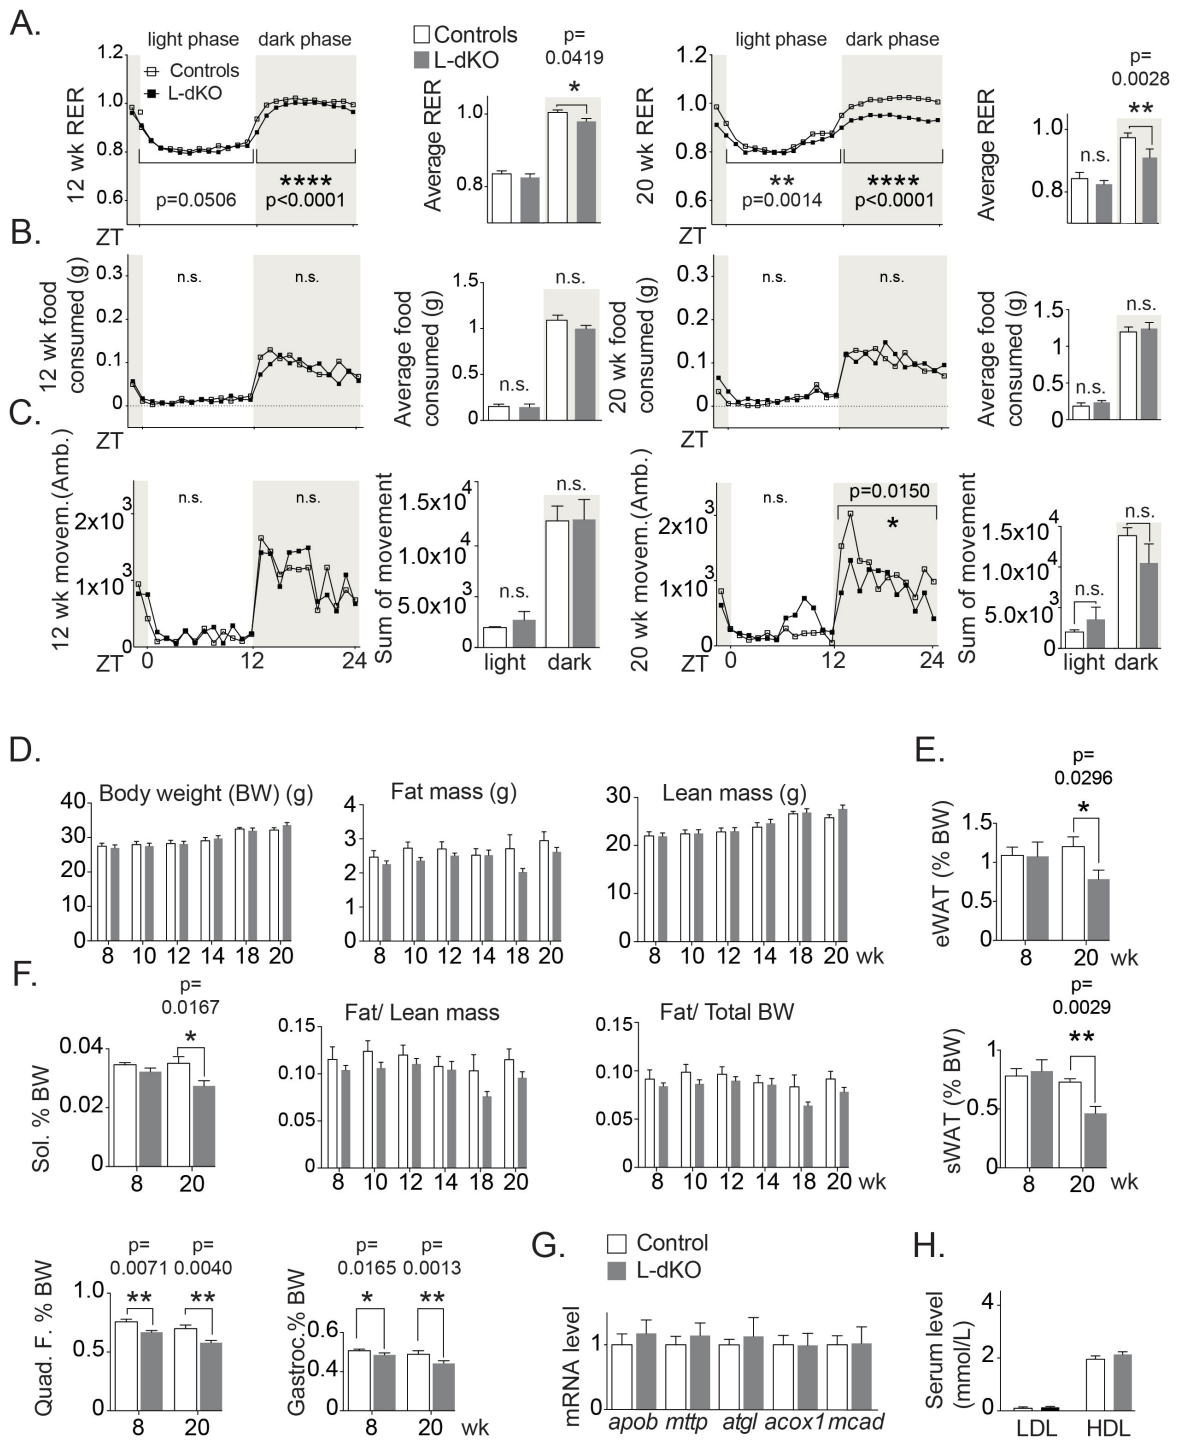 A.
light phase
dark phase
Controls
L-dKO
12 wk RER
1.2
1.0
0.8
0.6
p=0.0506
****
p<0.0001
ZT
Controls
L-dKO
p=
0.0419
*
Average RER
1.0
0.8
light phase
dark phase
20 wk RER
1.2
1.0
0.8
0.6
**
p=0.0014
****
p<0.0001
ZT
p=
0.0028
**
n.s.
Average RER
1.0
0.8
B.
12 wk food
consumed (g)
0.3
0.2
0.1
0
n.s.
n.s.
ZT
Average food
consumed (g)
1.5
1
0.5
0
n.s.
n.s.
20 wk food
consumed (g)
0.3
0.2
0.1
0
n.s.
n.s.
ZT
Average food
consumed (g)
1.5
1
0.5
0
n.s.
n.s.
C.
12 wk movem.(Amb.)
2x10 3
1x10 3
0
n.s.
n.s.
ZT
0
12
24
Sum of movement
1.5x10 4
1.0x10 4
5.0x10 3
0
n.s.
n.s.
light
dark
20 wk movem.(Amb.)
2x10 3
1x10 3
0
n.s.
p=0.0150
*
ZT
0
12
24
Sum of movement
1.5x10 4
1.0x10 4
5.0x10 3
0
n.s.
n.s.
light
dark
D.
Body weight (BW) (g)
40
30
20
10
0
8 10 12 14 18 20
Fat mass (g)
4
3
2
1
0
8 10 12 14 18 20
Lean mass (g)
30
20
10
0
8 10 12 14 18 20 wk
E.
p=
0.0296
*
eWAT (% BW)
1.5
1
0.5
0
8 20 wk
F.
p=
0.0167
*
Sol. % BW
0.04
0.02
0
8 20
Fat/ Lean mass
0.15
0.10
0.05
0
8 10 12 14 18 20
Fat/ Total BW
0.15
0.10
0.05
0
8 10 12 14 18 20 wk
p=
0.0029
**
sWAT (% BW)
1
0.5
0
8 20 wk
p=
0.0071
p=
0.0040
**
**
Quad. F. % BW
1.0
0.5
0
8 20
p=
0.0165
p=
0.0013
*
**
Gastroc.% BW
0.6
0.4
0
8 20 wk
G.
Control
L-dKO
mRNA level
1
0
apob mttp atgl acox1 mcad
H.
Serum level
(mmol/L)
4
2
0
LDL HDL